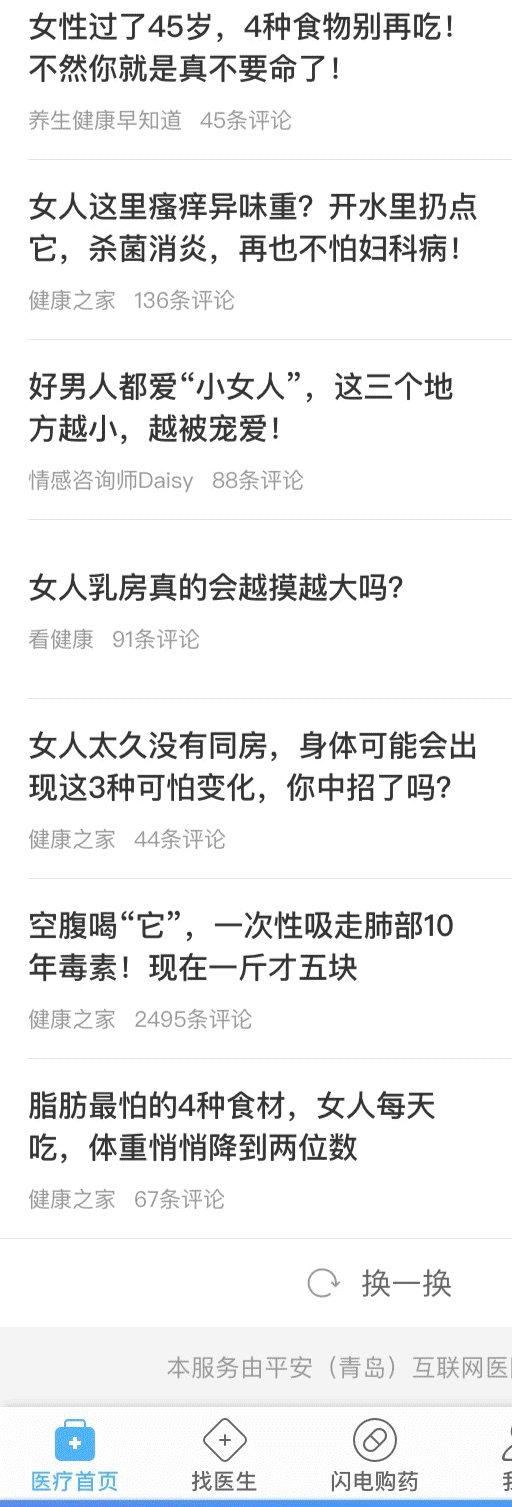 女性过了45岁，4种食物别再吃！
不然你就是真不要命了！
养生健康早知道 45条评论
女人这里瘙痒异味重？开水里扔点
它，杀菌消炎，再也不怕妇科病！
健康之家 136条评论
好男人都爱“小女人”，这三个地
方越小，越被宠爱！
情感咨询师Daisy 88条评论
女人乳房真的会越摸越大吗？
看健康 91条评论
女人太久没有同房，身体可能会出
现这3种可怕变化，你中招了吗？
健康之家 44条评论
空腹喝“它”，一次性吸走肺部10
年毒素！现在一斤才五块
健康之家 2495条评论
脂肪最怕的4种食材，女人每天
吃，体重悄悄降到两位数
健康之家 67条评论
换一换
本服务由平安（青岛）互联网医
医疗首页 找医生 闪电购药